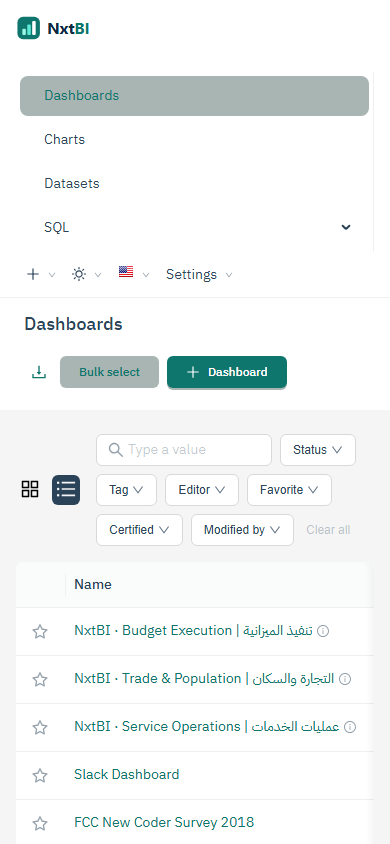 NxtBI
Dashboards
Charts
Datasets
SQL
Settings
Dashboards
Bulk select
Dashboard
Type a value
Status
Tag
Editor
Favorite
Certified
Modified by
Clear all
Name
NxtBI · Budget Execution | تنفيذ الميزانية
NxtBI · Trade & Population | التجارة والسكان
NxtBI · Service Operations | عمليات الخدمات
Slack Dashboard
FCC New Coder Survey 2018